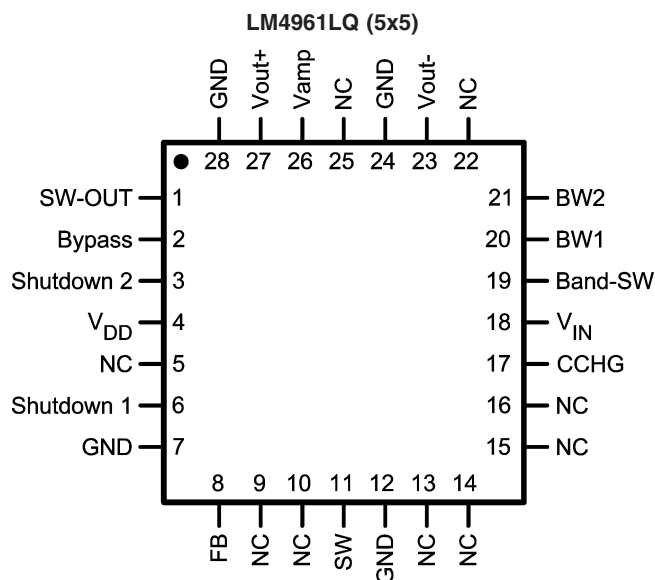 LM4961LQ (5x5)
GND Vout+ Vamp NC GND Vout- NC
28 27 26 25 24 23 22
SW-OUT 1 21 BW2
Bypass 2 20 BW1
Shutdown 2 3 19 Band-SW
VDD 4 18 VIN
NC 5 17 CCHG
Shutdown 1 6 16 NC
GND 7 15 NC
8 9 10 11 12 13 14
FB NC NC SW GND NC NC